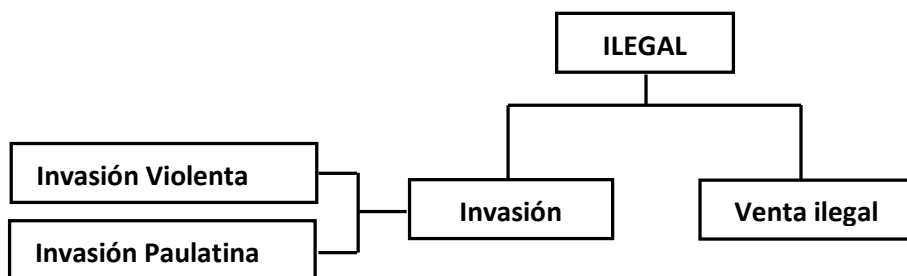 ILEGAL
Invasión Violenta
Invasión
Venta ilegal
Invasión Paulatina